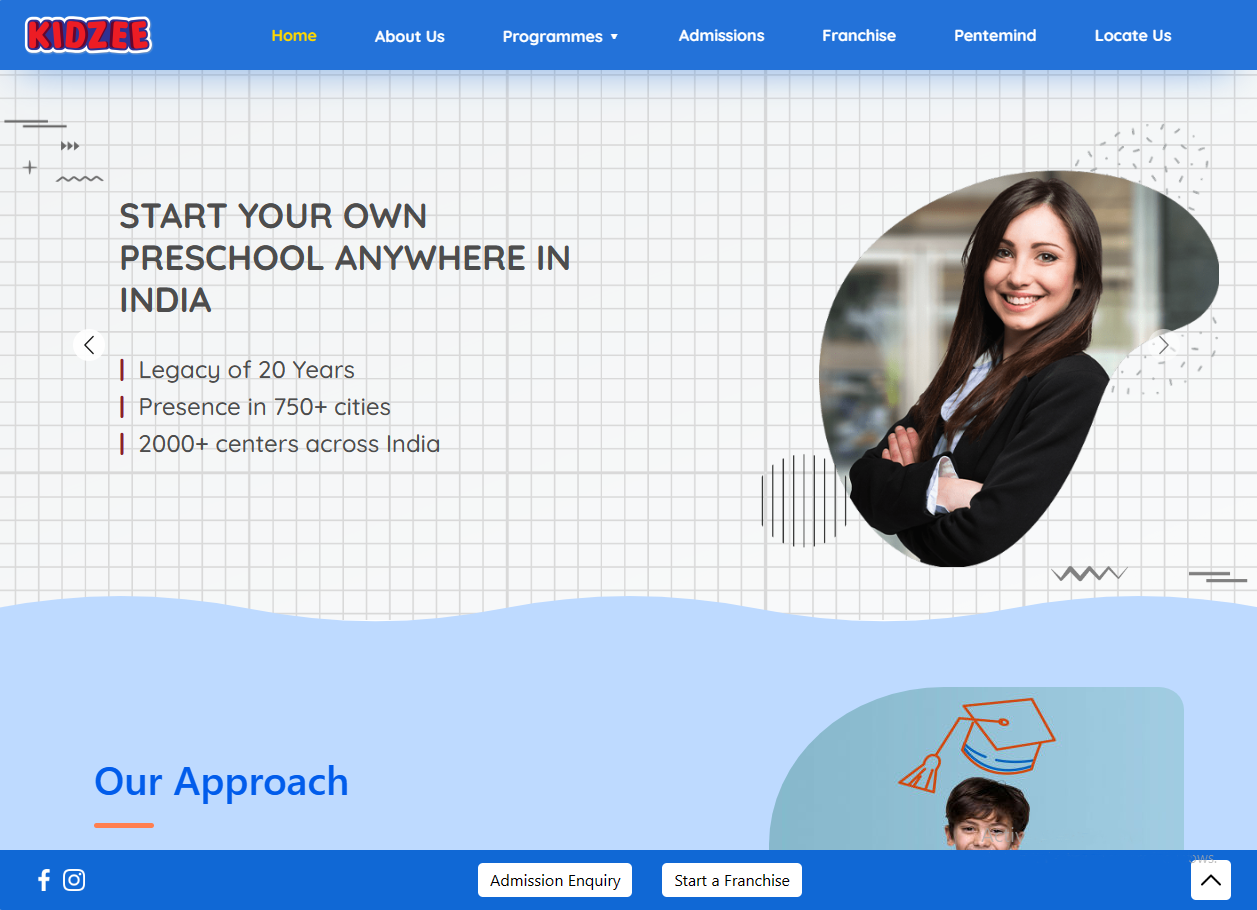 KIDZEE
Home
About Us
Programmes
Admissions
Franchise
Pentemind
Locate Us
START YOUR OWN
PRESCHOOL ANYWHERE IN
INDIA
Legacy of 20 Years
Presence in 750+ cities
2000+ centers across India
Our Approach
Admission Enquiry
Start a Franchise